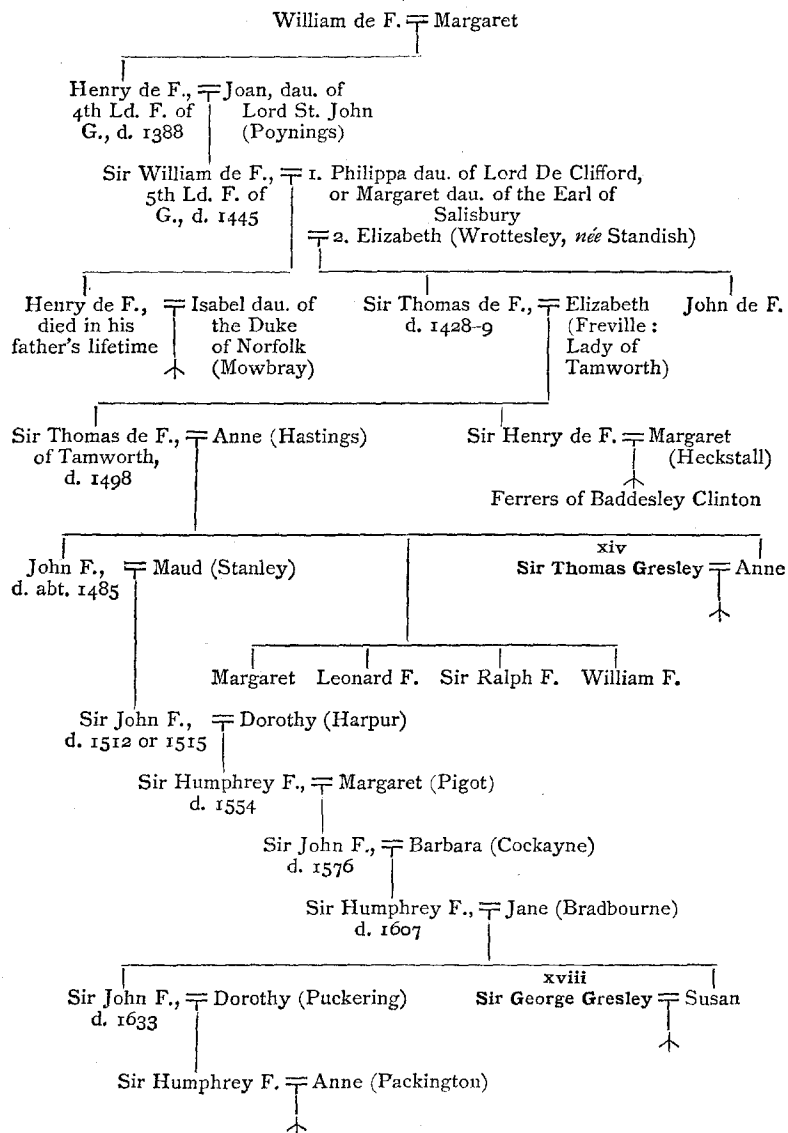 William de F. Margaret
Henry de F., Joan, dau. of
4th Ld. F. of Lord St. John
G., d. 1388 (Poynings)
Sir William de F., 1. Philippa dau. of Lord De Clifford,
5th Ld. F. of or Margaret dau. of the Earl of
G., d. 1445 Salisbury
2. Elizabeth (Wrottesley, née Standish)
Henry de F., Isabel dau. of Sir Thomas de F., Elizabeth John de F.
died in his the Duke d. 1428-9 (Freville :
father's lifetime of Norfolk Lady of
(Mowbray) Tamworth)
Sir Thomas de F., Anne (Hastings) Sir Henry de F. Margaret
of Tamworth, (Heckstall)
d. 1498
Ferrers of Baddesley Clinton
xiv
John F., Maud (Stanley) Sir Thomas Gresley Anne
d. abt. 1485
Margaret Leonard F. Sir Ralph F. William F.
Sir John F., Dorothy (Harpur)
d. 1512 or 1515
Sir Humphrey F., Margaret (Pigot)
d. 1554
Sir John F., Barbara (Cockayne)
d. 1576
Sir Humphrey F., Jane (Bradbourne)
d. 1607
xviii
Sir John F., Dorothy (Puckering) Sir George Gresley Susan
d. 1633
Sir Humphrey F. Anne (Packington)